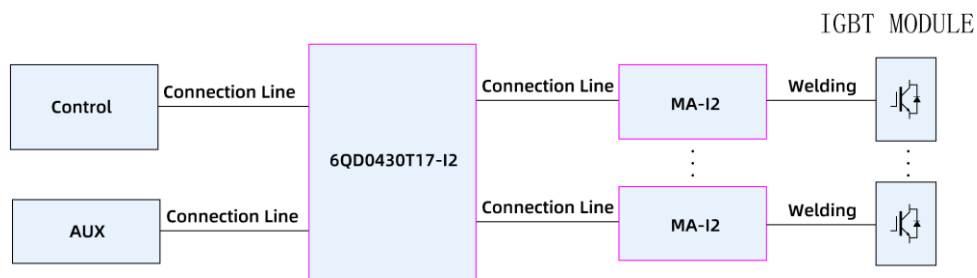 IGBT MODULE
Control
Connection Line
6QD0430T17-I2
Connection Line
MA-I2
Welding
AUX
Connection Line
Connection Line
MA-I2
Welding